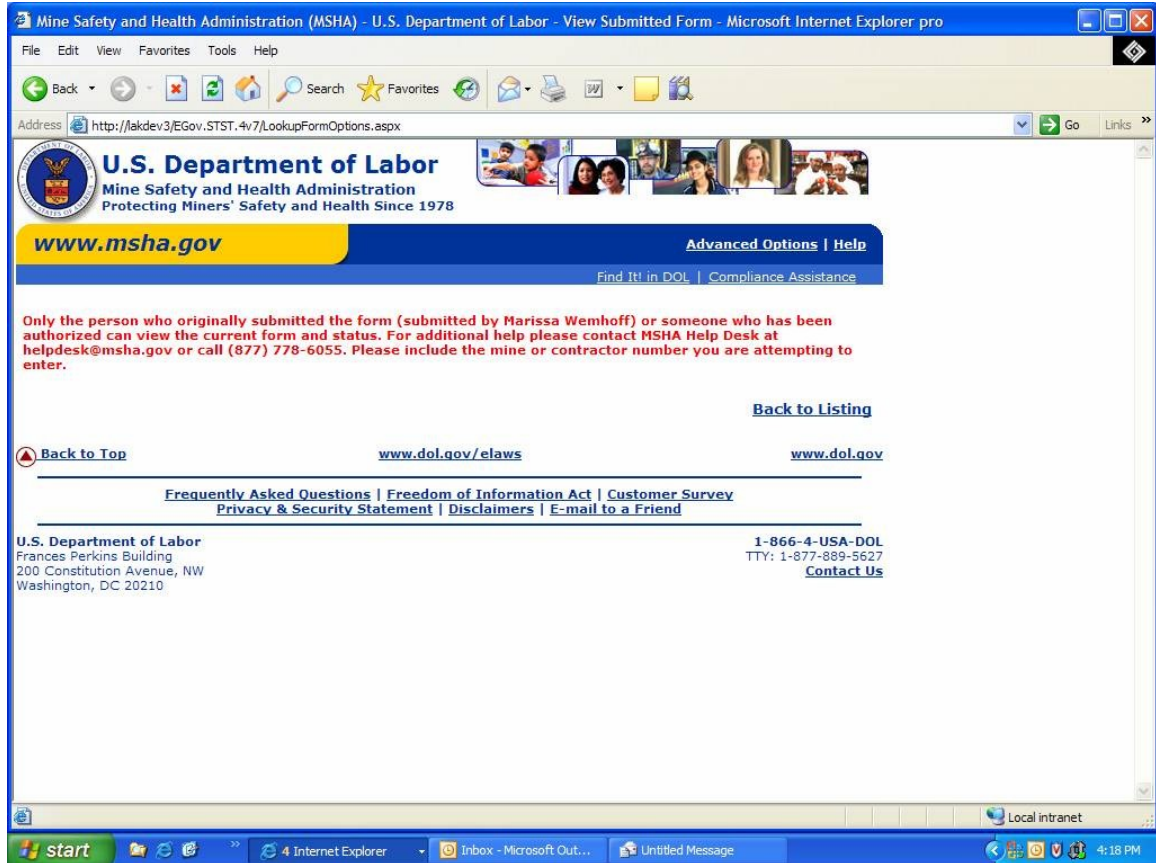 Mine Safety and Health Administration (MSHA) - U.S. Department of Labor - View Submitted Form - Microsoft Internet Explorer pro
File Edit View Favorites Tools Help
Back Search Favorites
Address http://lakdev3/EGov.STST.4v7/LookupFormOptions.aspx Go Links »
U.S. Department of Labor
Mine Safety and Health Administration
Protecting Miners' Safety and Health Since 1978
www.msha.gov Advanced Options | Help
Find It! in DOL | Compliance Assistance
Only the person who originally submitted the form (submitted by Marissa Wemhoff) or someone who has been
authorized can view the current form and status. For additional help please contact MSHA Help Desk at
helpdesk@msha.gov or call (877) 778-6055. Please include the mine or contractor number you are attempting to
enter.
Back to Listing
Back to Top www.dol.gov/elaws www.dol.gov
Frequently Asked Questions | Freedom of Information Act | Customer Survey
Privacy & Security Statement | Disclaimers | E-mail to a Friend
U.S. Department of Labor 1-866-4-USA-DOL
Frances Perkins Building TTY: 1-877-889-5627
200 Constitution Avenue, NW Contact Us
Washington, DC 20210
Local intranet
start » 4 Internet Explorer Inbox - Microsoft Out... Untitled Message 4:18 PM